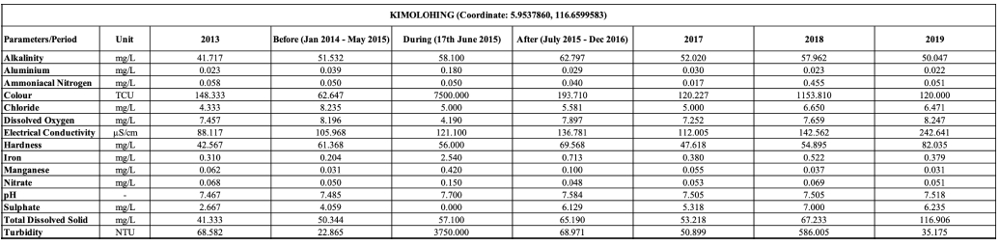 KIMOLOHING (Coordinate: 5.9537860, 116.6599583)
Parameters/Period Unit 2013 Before (Jan 2014 - May 2015) During (17th June 2015) After (July 2015 - Dec 2016) 2017 2018 2019
Alkalinity mg/L 41.717 51.532 58.100 62.797 52.020 57.962 50.047
Aluminium mg/L 0.023 0.039 0.180 0.029 0.030 0.023 0.022
Ammoniacal Nitrogen mg/L 0.058 0.050 0.050 0.040 0.017 0.455 0.051
Colour TCU 148.333 62.647 7500.000 193.710 120.227 1153.810 120.000
Chloride mg/L 4.333 8.235 5.000 5.581 5.000 6.650 6.471
Dissolved Oxygen mg/L 7.457 8.196 4.190 7.897 7.252 7.659 8.247
Electrical Conductivity µS/cm 88.117 105.968 121.100 136.781 112.005 142.562 242.641
Hardness mg/L 42.567 61.368 56.000 69.568 47.618 54.895 82.035
Iron mg/L 0.310 0.204 2.540 0.713 0.380 0.522 0.379
Manganese mg/L 0.062 0.031 0.420 0.100 0.055 0.037 0.031
Nitrate mg/L 0.068 0.050 0.150 0.048 0.053 0.069 0.051
pH - 7.467 7.485 7.700 7.584 7.505 7.505 7.518
Sulphate mg/L 2.667 4.059 0.000 6.129 5.318 7.000 6.235
Total Dissolved Solid mg/L 41.333 50.344 57.100 65.190 53.218 67.233 116.906
Turbidity NTU 68.582 22.865 3750.000 68.971 50.899 586.005 35.175